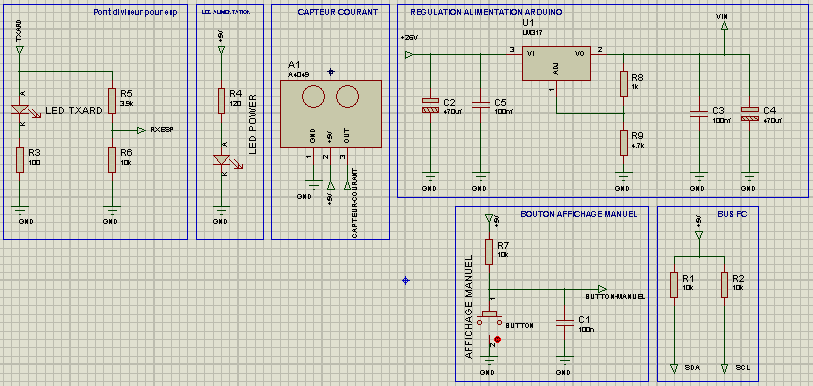 Pont diviseur pour esp
TXARD
A
K
LED TXARD
R3
100
GND
R5
3.9k
RXESP
R6
10k
GND
LED ALIMENTATION
+5V
R4
120
A
K
LED POWER
GND
CAPTEUR COURANT
A1
GND
+5V
OUT
1
2
3
GND
+5V
CAPTEUR-COURANT
REGULATION ALIMENTATION ARDUINO
U1
LM317
+26V
3
VI
VO
2
ADJ
1
VIN
C2
470uF
C5
100nF
R8
1k
R9
4.7k
C3
100nF
C4
470uF
GND
GND
GND
GND
GND
BOUTON AFFICHAGE MANUEL
+5V
R7
10k
AFFICHAGE MANUEL
1
BUTTON
2
GND
BUTTON-MANUEL
C1
100n
GND
BUS I²C
+5V
R1
10k
R2
10k
SDA
SCL